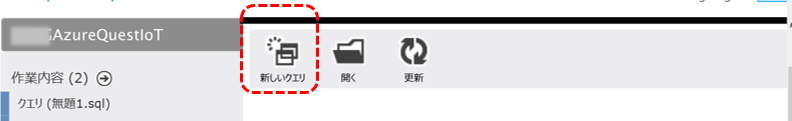 AzureQuestIoT
新しいクエリ
開く
更新
作業内容 (2)
クエリ (無題1.sql)